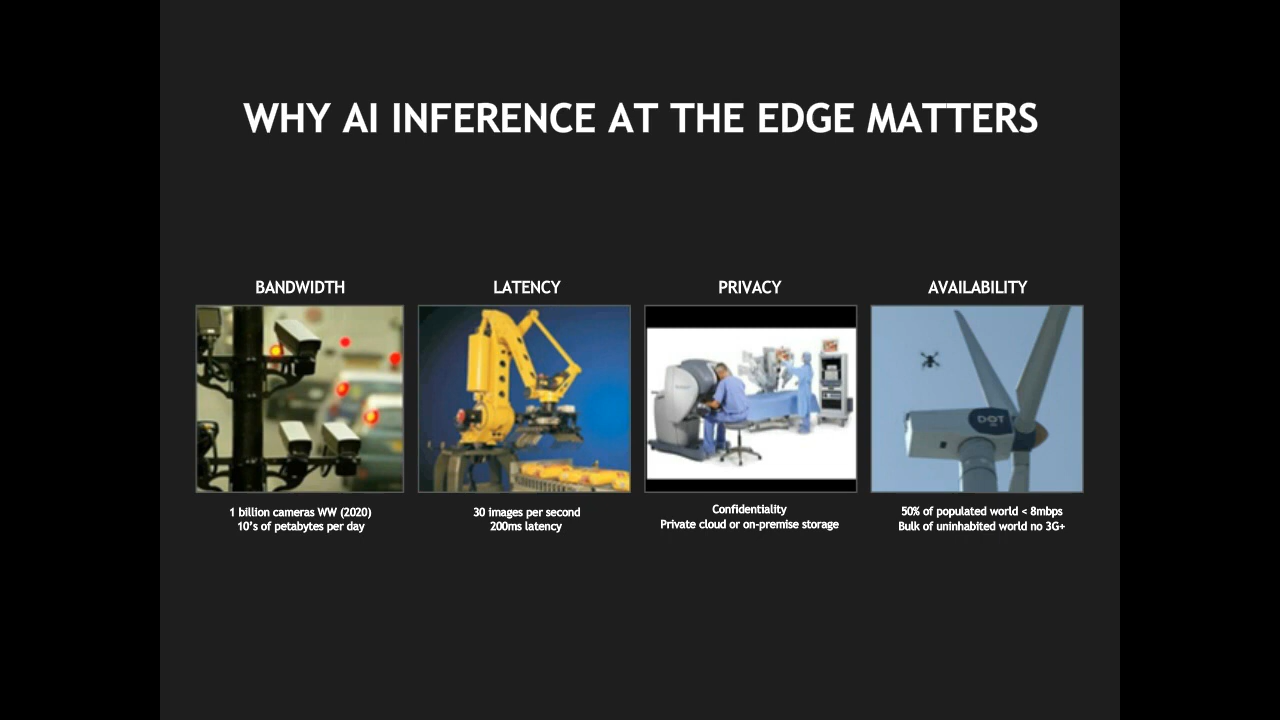 WHY AI INFERENCE AT THE EDGE MATTERS
BANDWIDTH
1 billion cameras WW (2020)
10's of petabytes per day
LATENCY
30 images per second
200ms latency
PRIVACY
Confidentiality
Private cloud or on-premise storage
AVAILABILITY
DOT
50% of populated world < 8mbps
Bulk of uninhabited world no 3G+